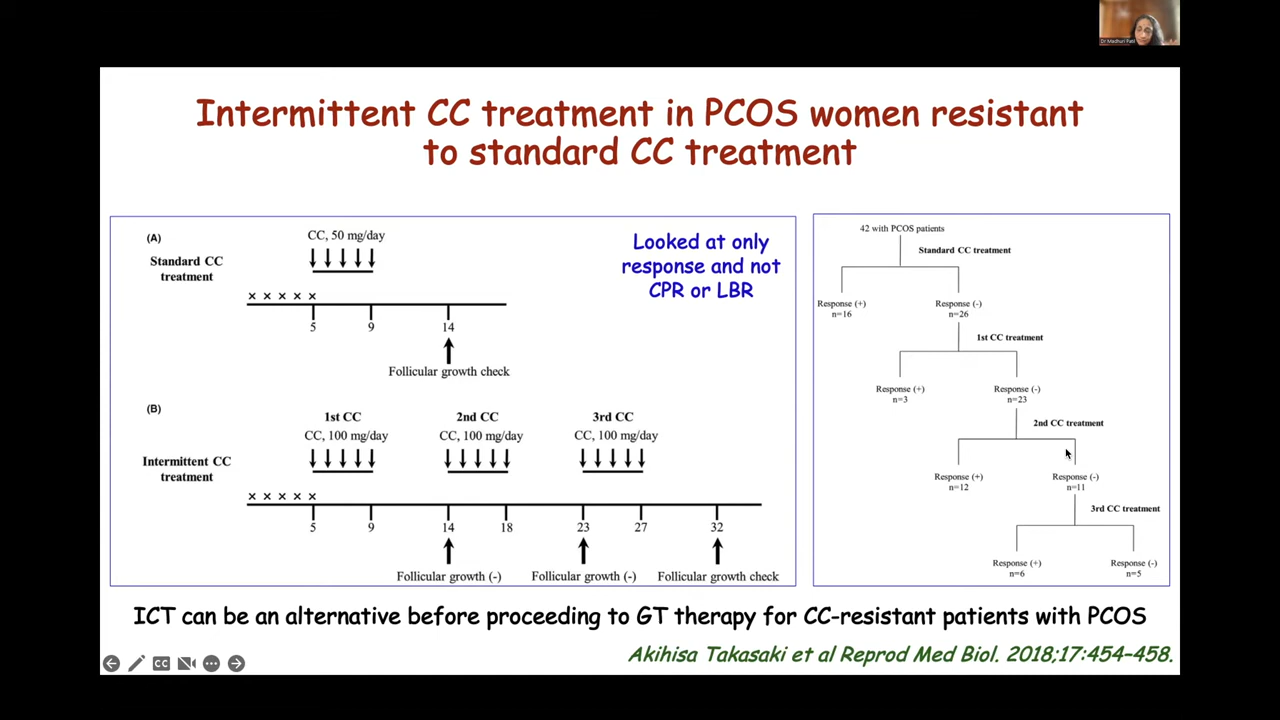 Dr Madhuri Patil
Intermittent CC treatment in PCOS women resistant
to standard CC treatment
(A)
Standard CC
treatment
CC, 50 mg/day
× × × × ×
5 9 14
Follicular growth check
Looked at only
response and not
CPR or LBR
(B)
Intermittent CC
treatment
1st CC 2nd CC 3rd CC
CC, 100 mg/day CC, 100 mg/day CC, 100 mg/day
× × × × ×
5 9 14 18 23 27 32
Follicular growth (-) Follicular growth (-) Follicular growth check
42 with PCOS patients
Standard CC treatment
Response (+) Response (-)
n=16 n=26
1st CC treatment
Response (+) Response (-)
n=3 n=23
2nd CC treatment
Response (+) Response (-)
n=12 n=11
3rd CC treatment
Response (+) Response (-)
n=6 n=5
ICT can be an alternative before proceeding to GT therapy for CC-resistant patients with PCOS
Akihisa Takasaki et al Reprod Med Biol. 2018;17:454–458.
CC